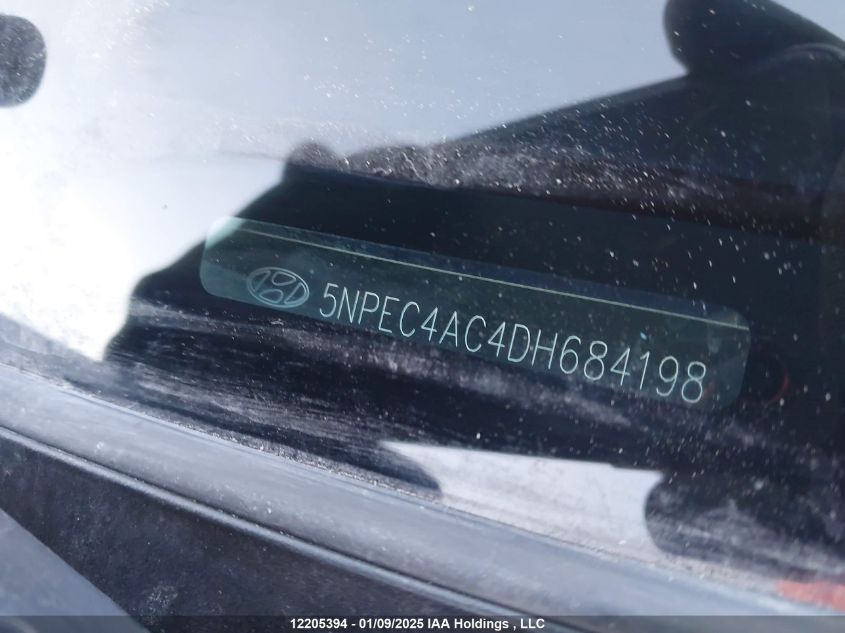 5NPEC4AC4DH684198
12205394 - 01/09/2025 IAA Holdings , LLC